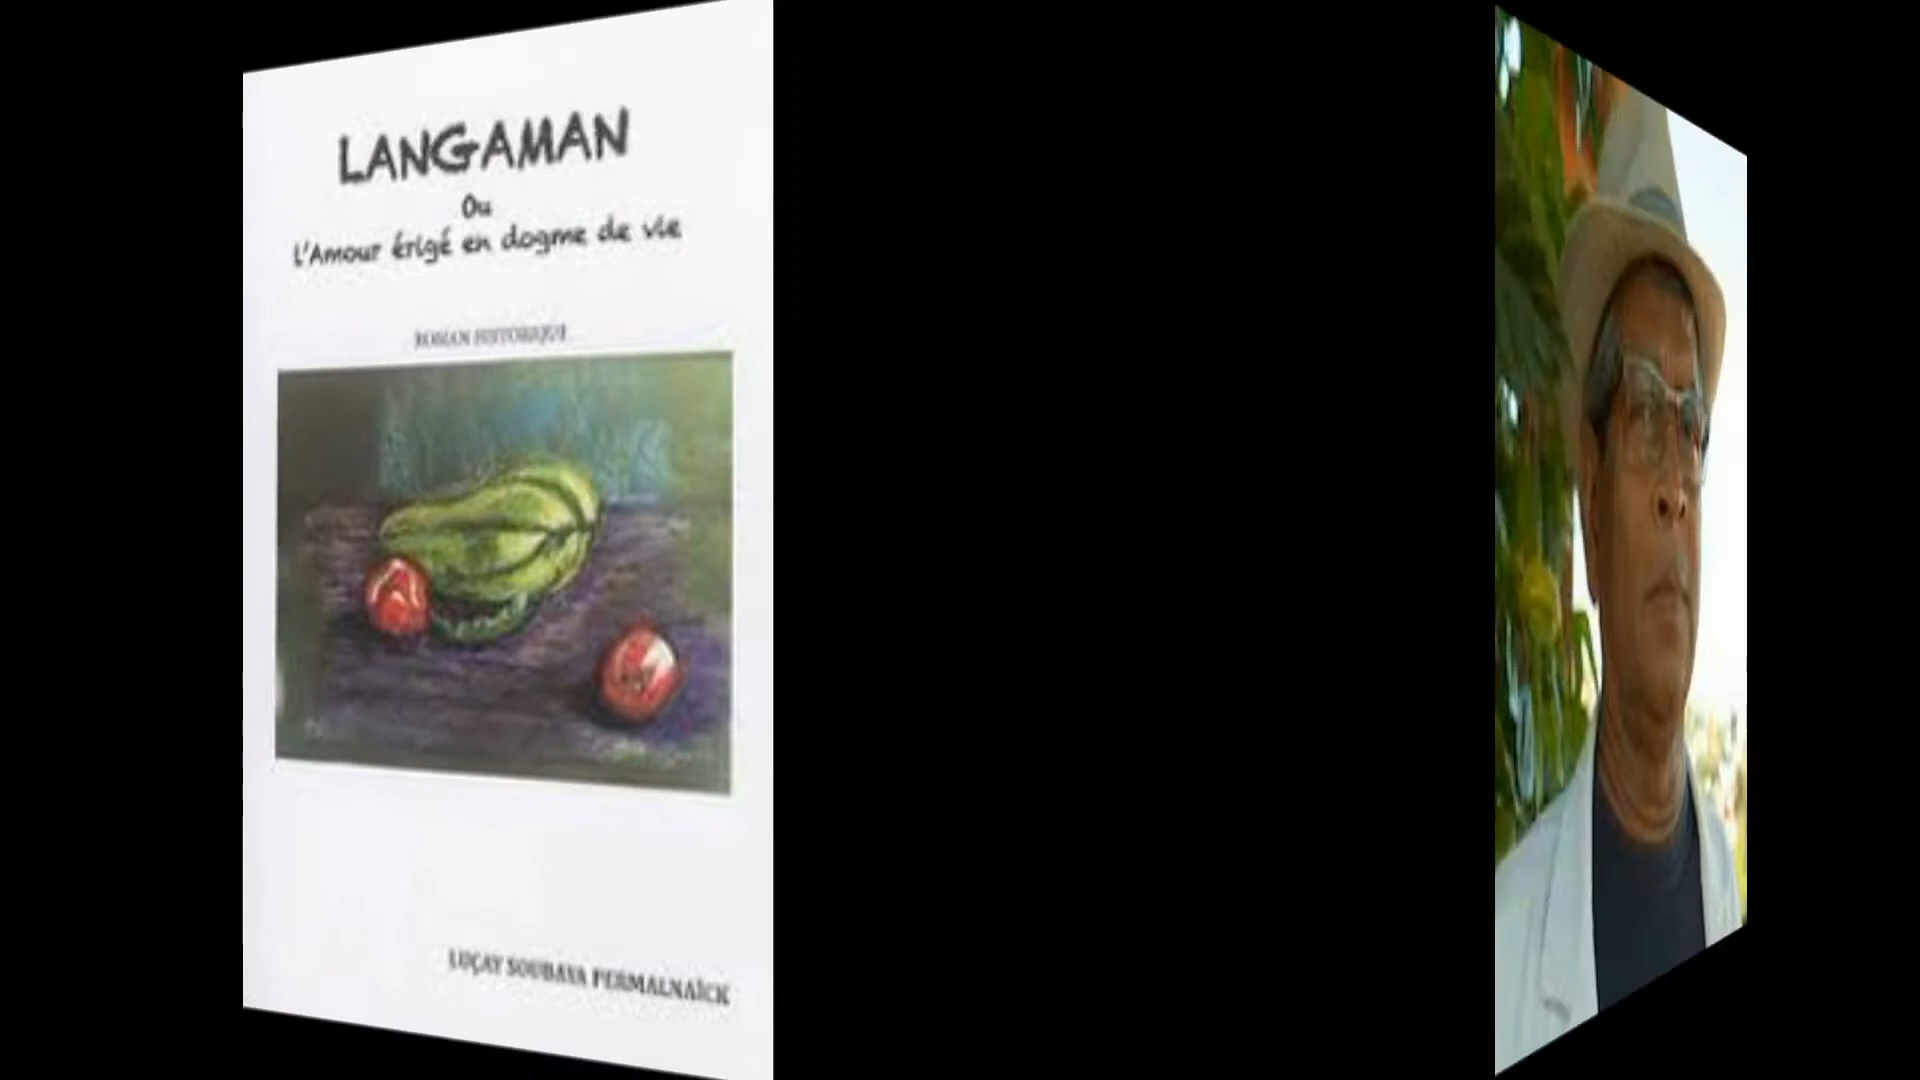 LANGAMAN
Ou
L'Amour érigé en dogme de vie
ROMAN HISTORIQUE
LUÇAY SOUBAYA PERMALNAÏCK